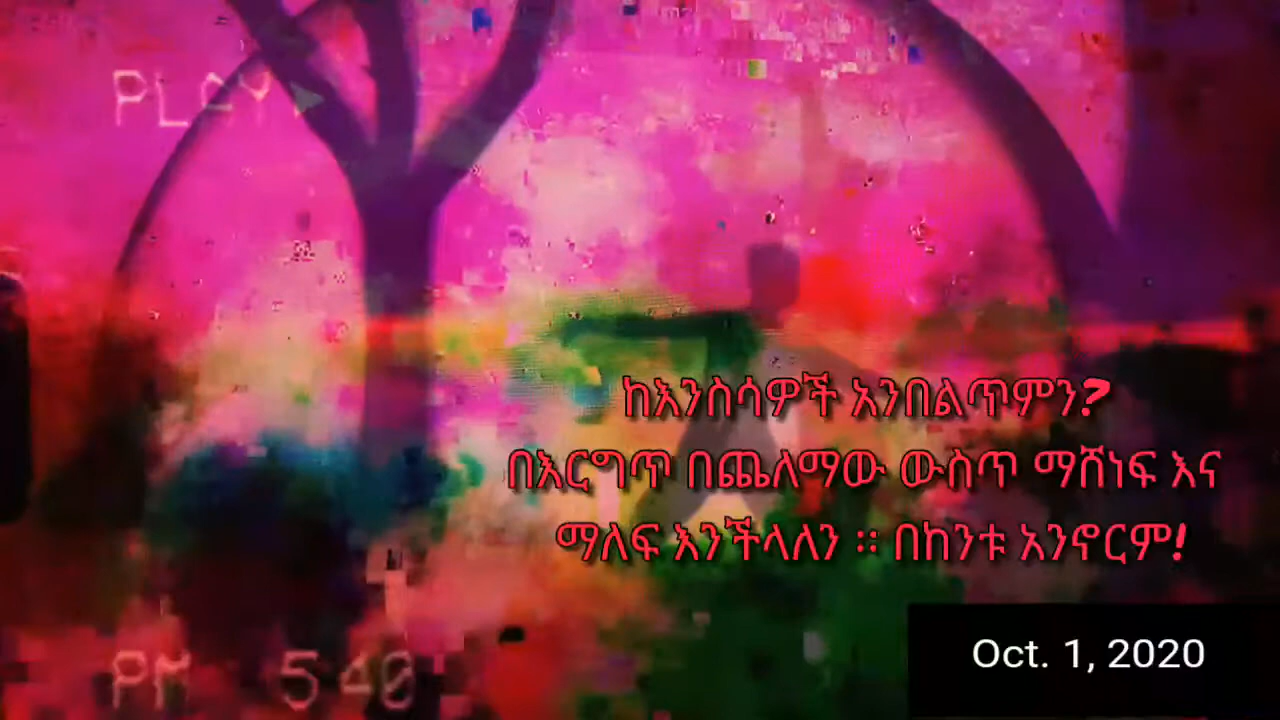 PLAY
ከእንስሳዎች አንበልጥምን?
በእርግጥ በጨለማው ውስጥ ማሸነፍ እና
ማለፍ እንችላለን ፡፡ በከንቱ አንኖርም!
Oct. 1, 2020
PM 5:40